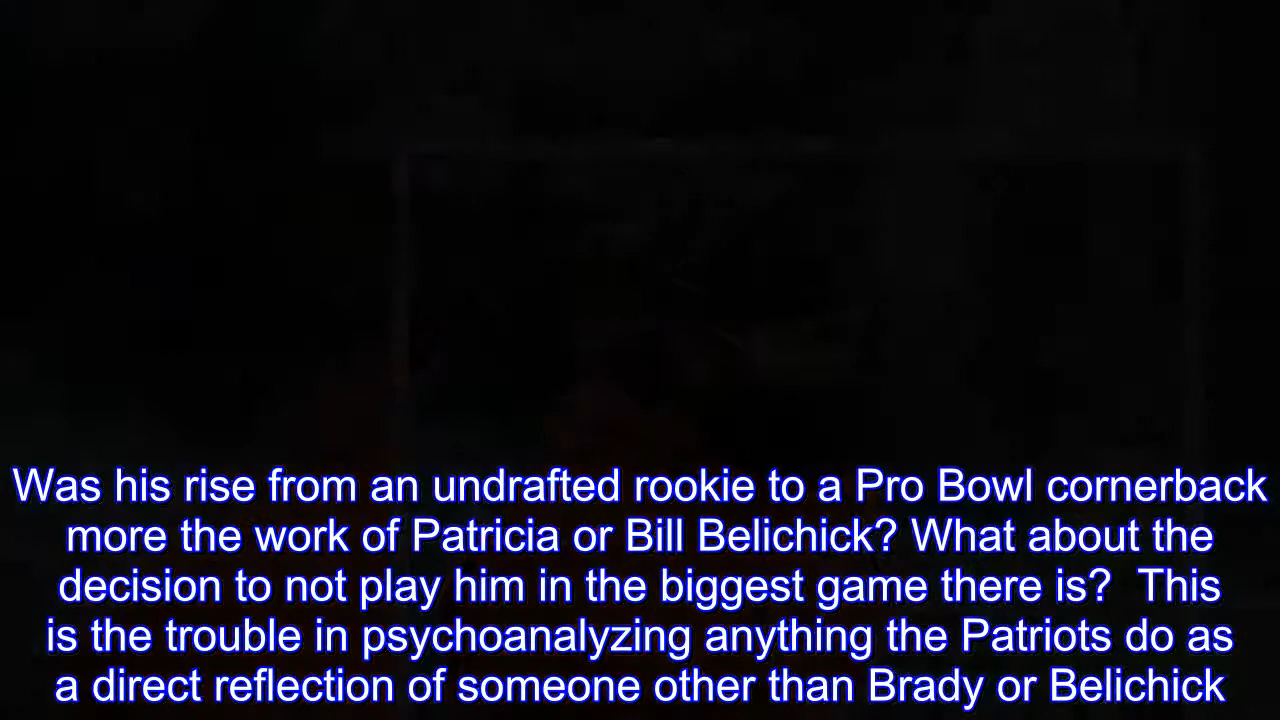 Was his rise from an undrafted rookie to a Pro Bowl cornerback
more the work of Patricia or Bill Belichick? What about the
decision to not play him in the biggest game there is?  This
is the trouble in psychoanalyzing anything the Patriots do as
a direct reflection of someone other than Brady or Belichick